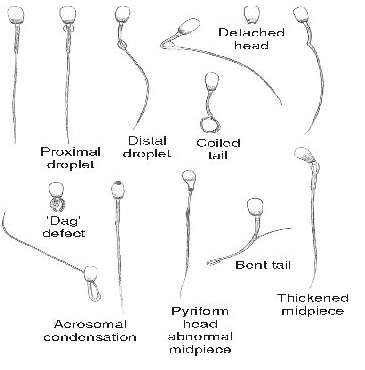 Detached
head
Proximal
droplet
Distal
droplet
Coiled
tail
'Dag'
defect
Bent tail
Thickened
midpiece
Acrosomal
condensation
Pyriform
head
abnormal
midpiece